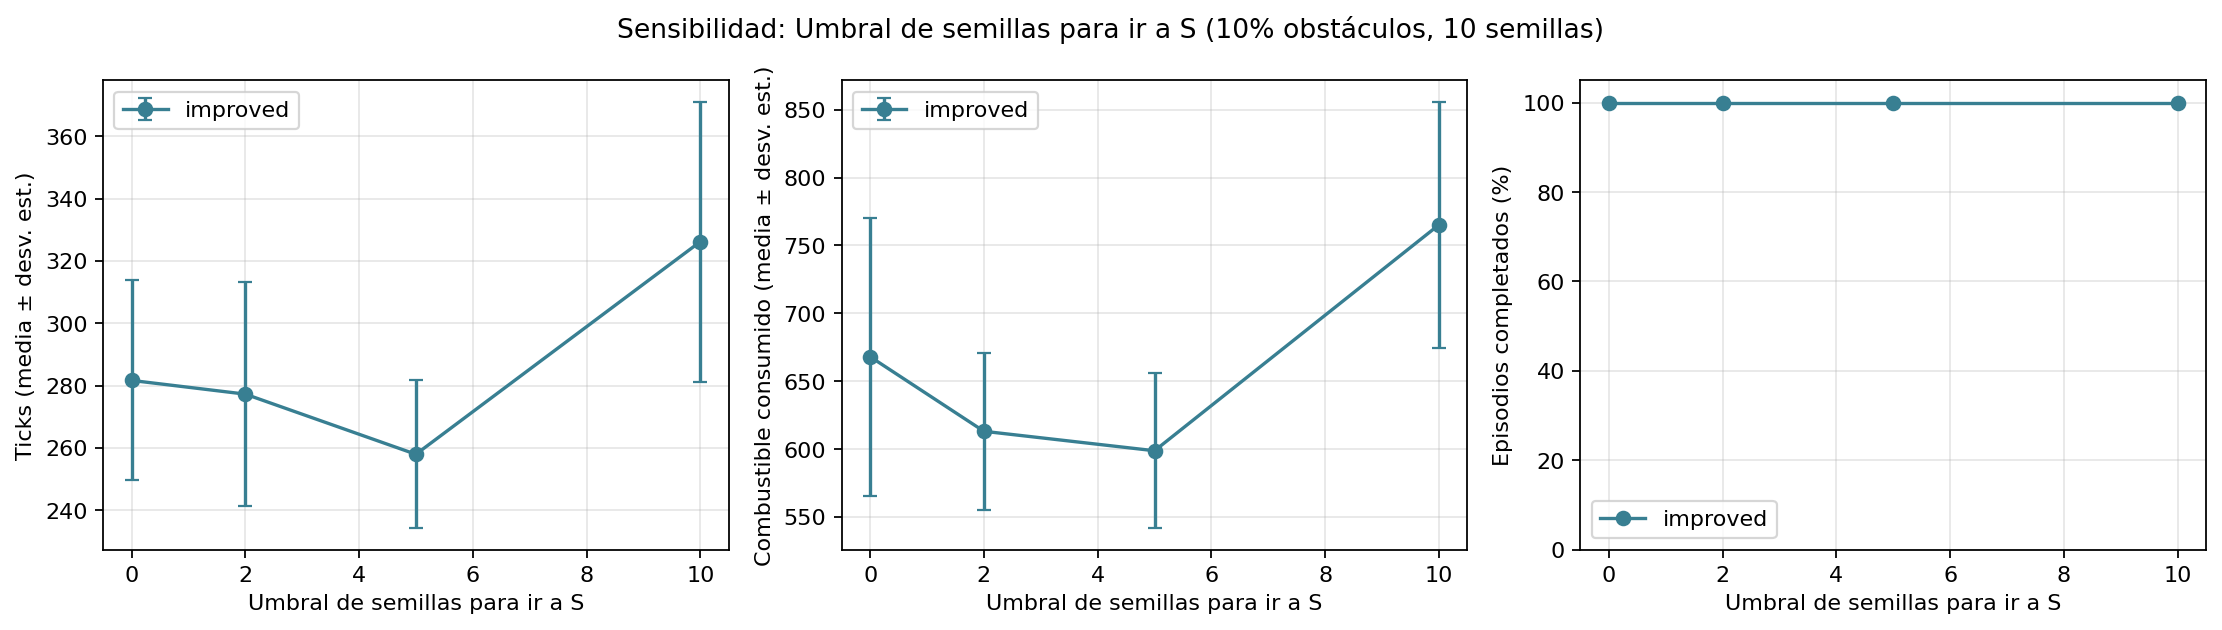 Sensibilidad: Umbral de semillas para ir a S (10% obstáculos, 10 semillas)
Ticks (media ± desv. est.)
360
340
320
300
280
260
240
improved
0 2 4 6 8 10
Umbral de semillas para ir a S
Combustible consumido (media ± desv. est.)
850
800
750
700
650
600
550
improved
0 2 4 6 8 10
Umbral de semillas para ir a S
Episodios completados (%)
100
80
60
40
20
0
improved
0 2 4 6 8 10
Umbral de semillas para ir a S